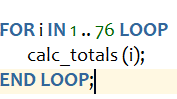 FOR i IN 1 .. 76 LOOP
calc_totals (i);
END LOOP;